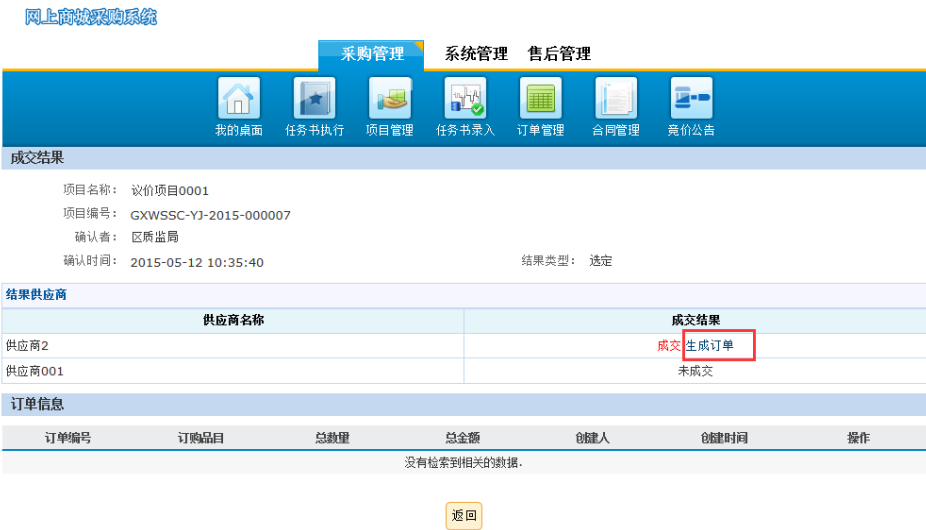 网上商城采购系统
采购管理 系统管理 售后管理
我的桌面 任务书执行 项目管理 任务书录入 订单管理 合同管理 竞价公告
成交结果
项目名称： 议价项目0001
项目编号： GXWSSC-YJ-2015-000007
确认者： 区质监局
确认时间： 2015-05-12 10:35:40 结果类型： 选定
结果供应商
供应商名称 成交结果
供应商2 成交 生成订单
供应商001 未成交
订单信息
订单编号 订购品目 总数量 总金额 创建人 创建时间 操作
没有检索到相关的数据.
返回